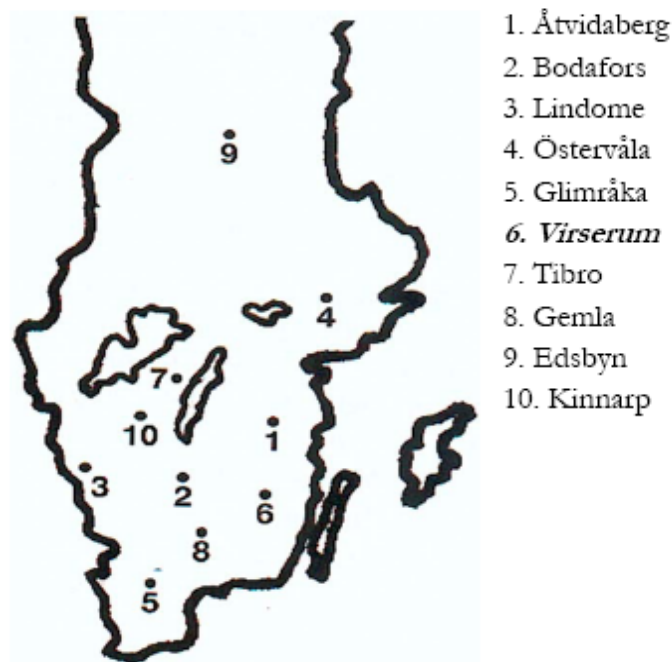 1. Åtvidaberg
2. Bodafors
3. Lindome
4. Östervåla
5. Glimråka
6. Virserum
7. Tibro
8. Gemla
9. Edsbyn
10. Kinnarp
9
4
7
10
1
3
2
6
8
5